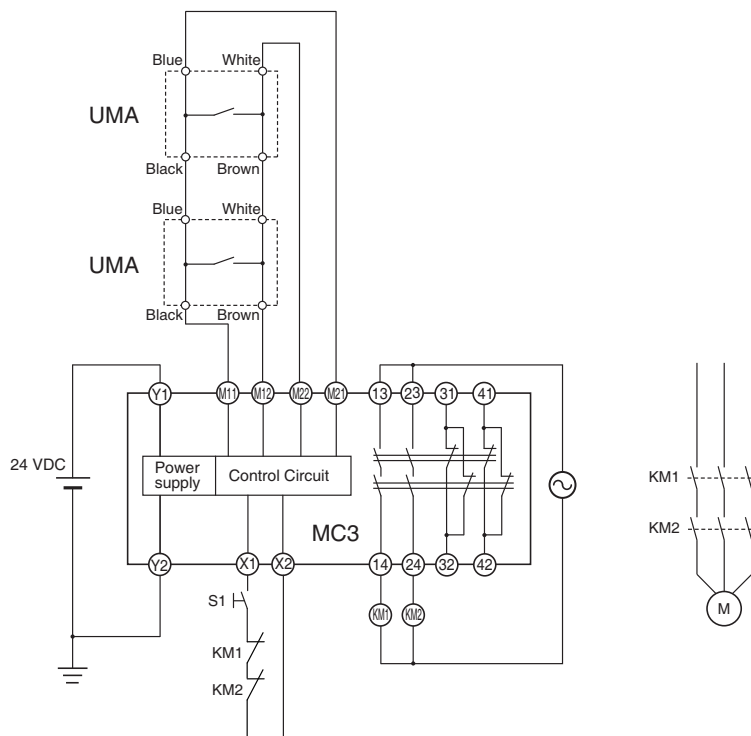 Blue White
UMA
Black Brown
Blue White
UMA
Black Brown
Y1 M11 M12 M22 M21 13 23 31 41
24 VDC
Power supply
Control Circuit
KM1
KM2
MC3
Y2 X1 X2 14 24 32 42
S1
KM1 KM2
M
KM1
KM2